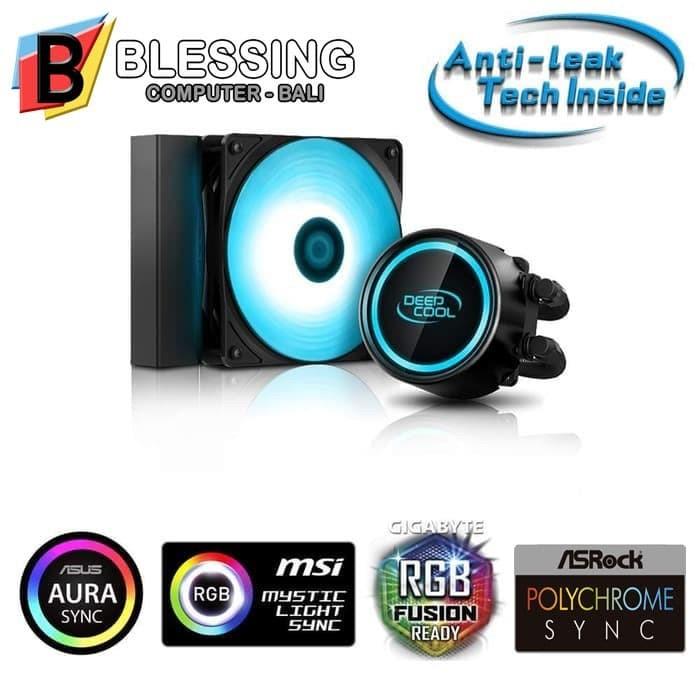 B BLESSING
COMPUTER - BALI
Anti-leak
Tech Inside
DEEP
COOL
ASUS
AURA
SYNC
RGB
msi
MYSTIC
LIGHT
SYNC
GIGABYTE
RGB
FUSION
READY
ASRock
POLYCHROME
SYNC